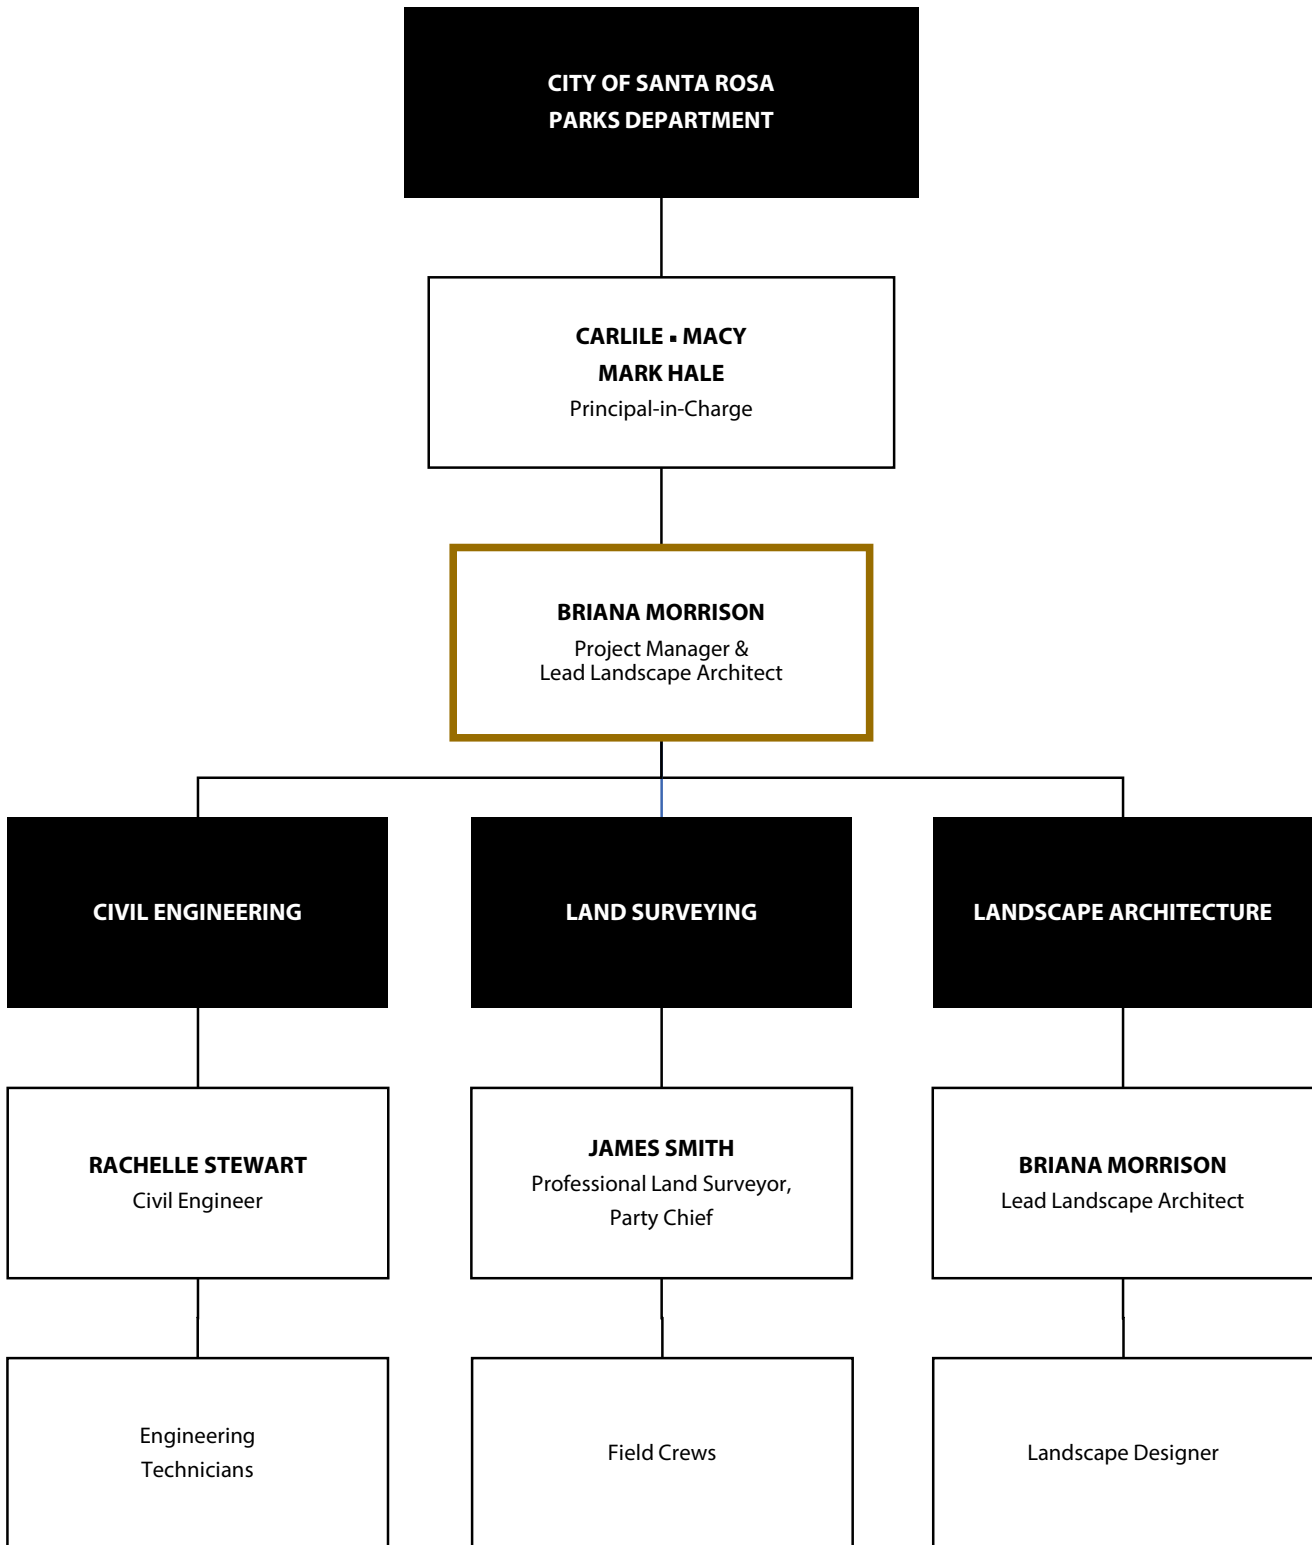 CITY OF SANTA ROSA
PARKS DEPARTMENT
CARLILE ▪ MACY
MARK HALE
Principal-in-Charge
BRIANA MORRISON
Project Manager &
Lead Landscape Architect
CIVIL ENGINEERING
LAND SURVEYING
LANDSCAPE ARCHITECTURE
RACHELLE STEWART
Civil Engineer
JAMES SMITH
Professional Land Surveyor,
Party Chief
BRIANA MORRISON
Lead Landscape Architect
Engineering
Technicians
Field Crews
Landscape Designer